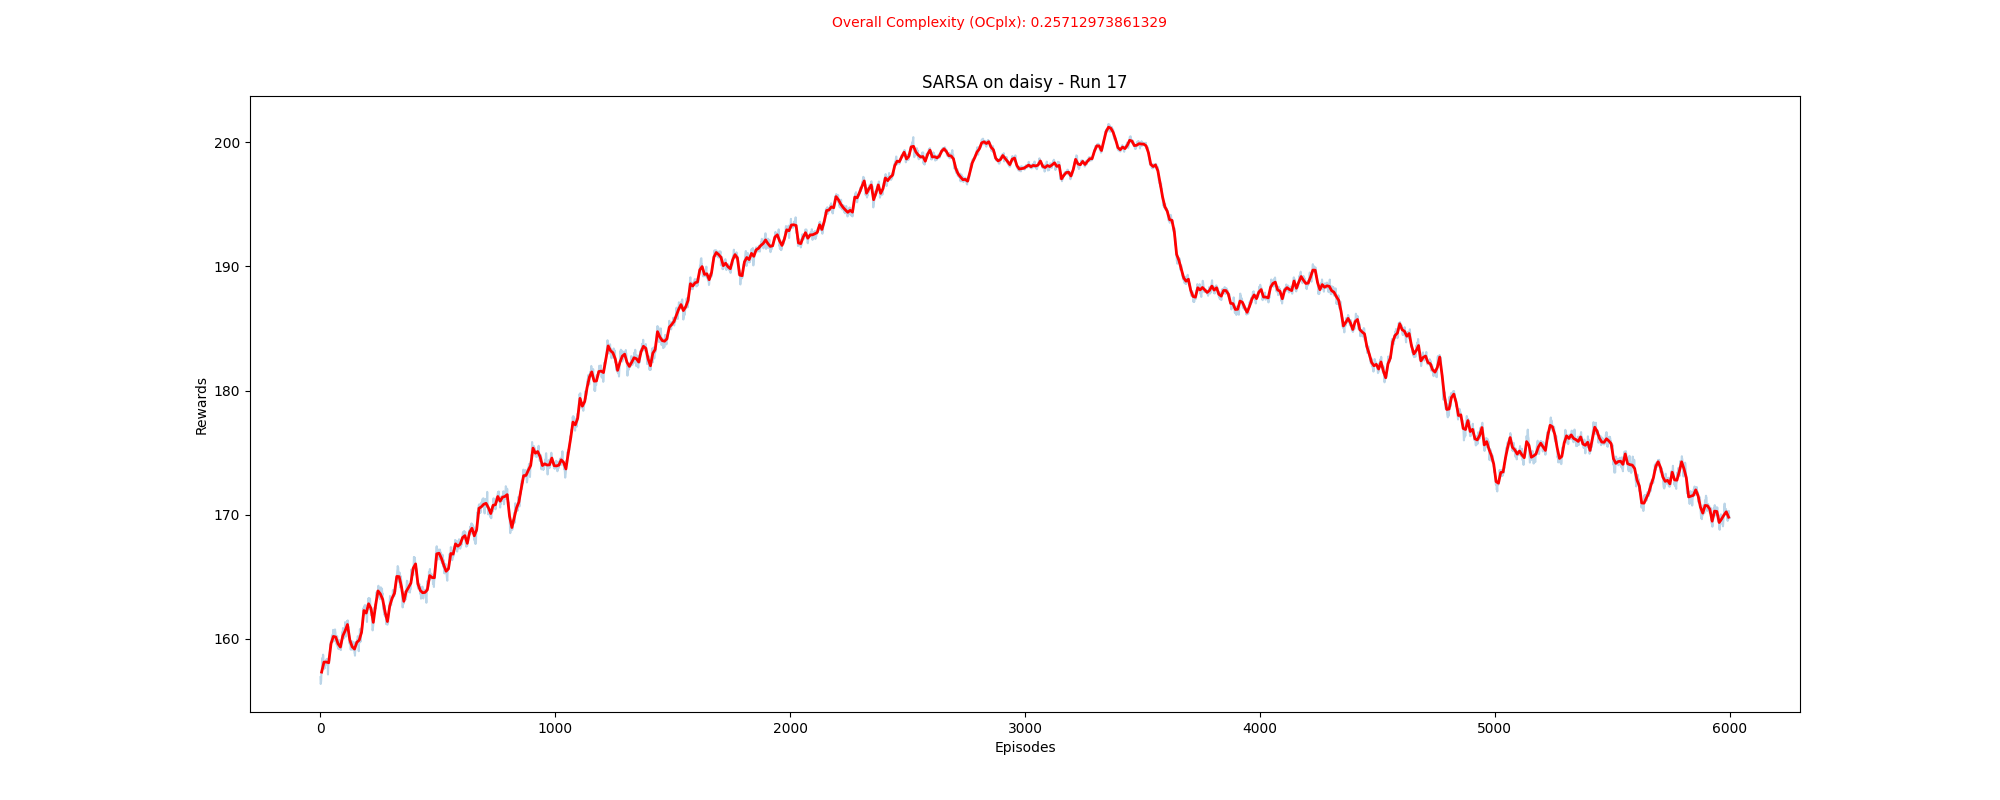 Overall Complexity (OCplx): 0.25712973861329
SARSA on daisy - Run 17
200
190
180
170
160
Rewards
0 1000 2000 3000 4000 5000 6000
Episodes